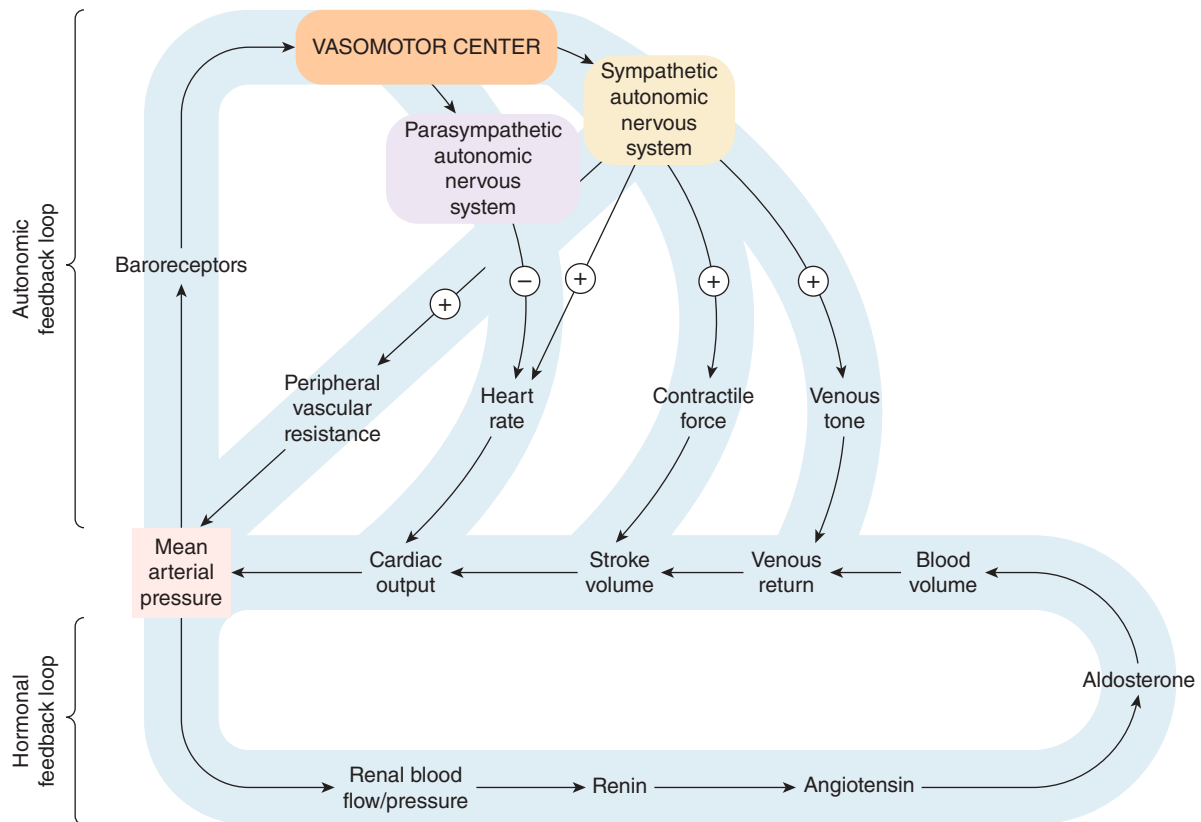 VASOMOTOR CENTER
Sympathetic
autonomic
nervous
system
Parasympathetic
autonomic
nervous
system
Autonomic
feedback loop
Baroreceptors
+
−
+
+
+
Peripheral
vascular
resistance
Heart
rate
Contractile
force
Venous
tone
Mean
arterial
pressure
Cardiac
output
Stroke
volume
Venous
return
Blood
volume
Hormonal
feedback loop
Aldosterone
Renal blood
flow/pressure
Renin
Angiotensin